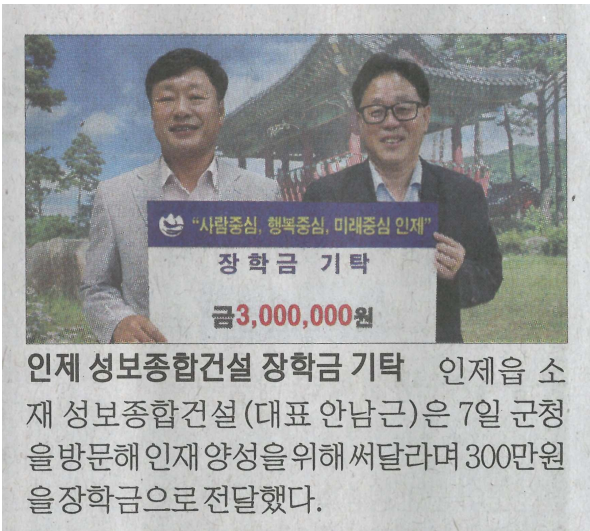 "사람중심, 행복중심, 미래중심 인제"
장학금 기탁
금3,000,000원
인제 성보종합건설 장학금 기탁 인제읍 소
재 성보종합건설(대표 안남근)은 7일 군청
을 방문해 인재 양성을 위해 써달라며 300만원
을 장학금으로 전달했다.